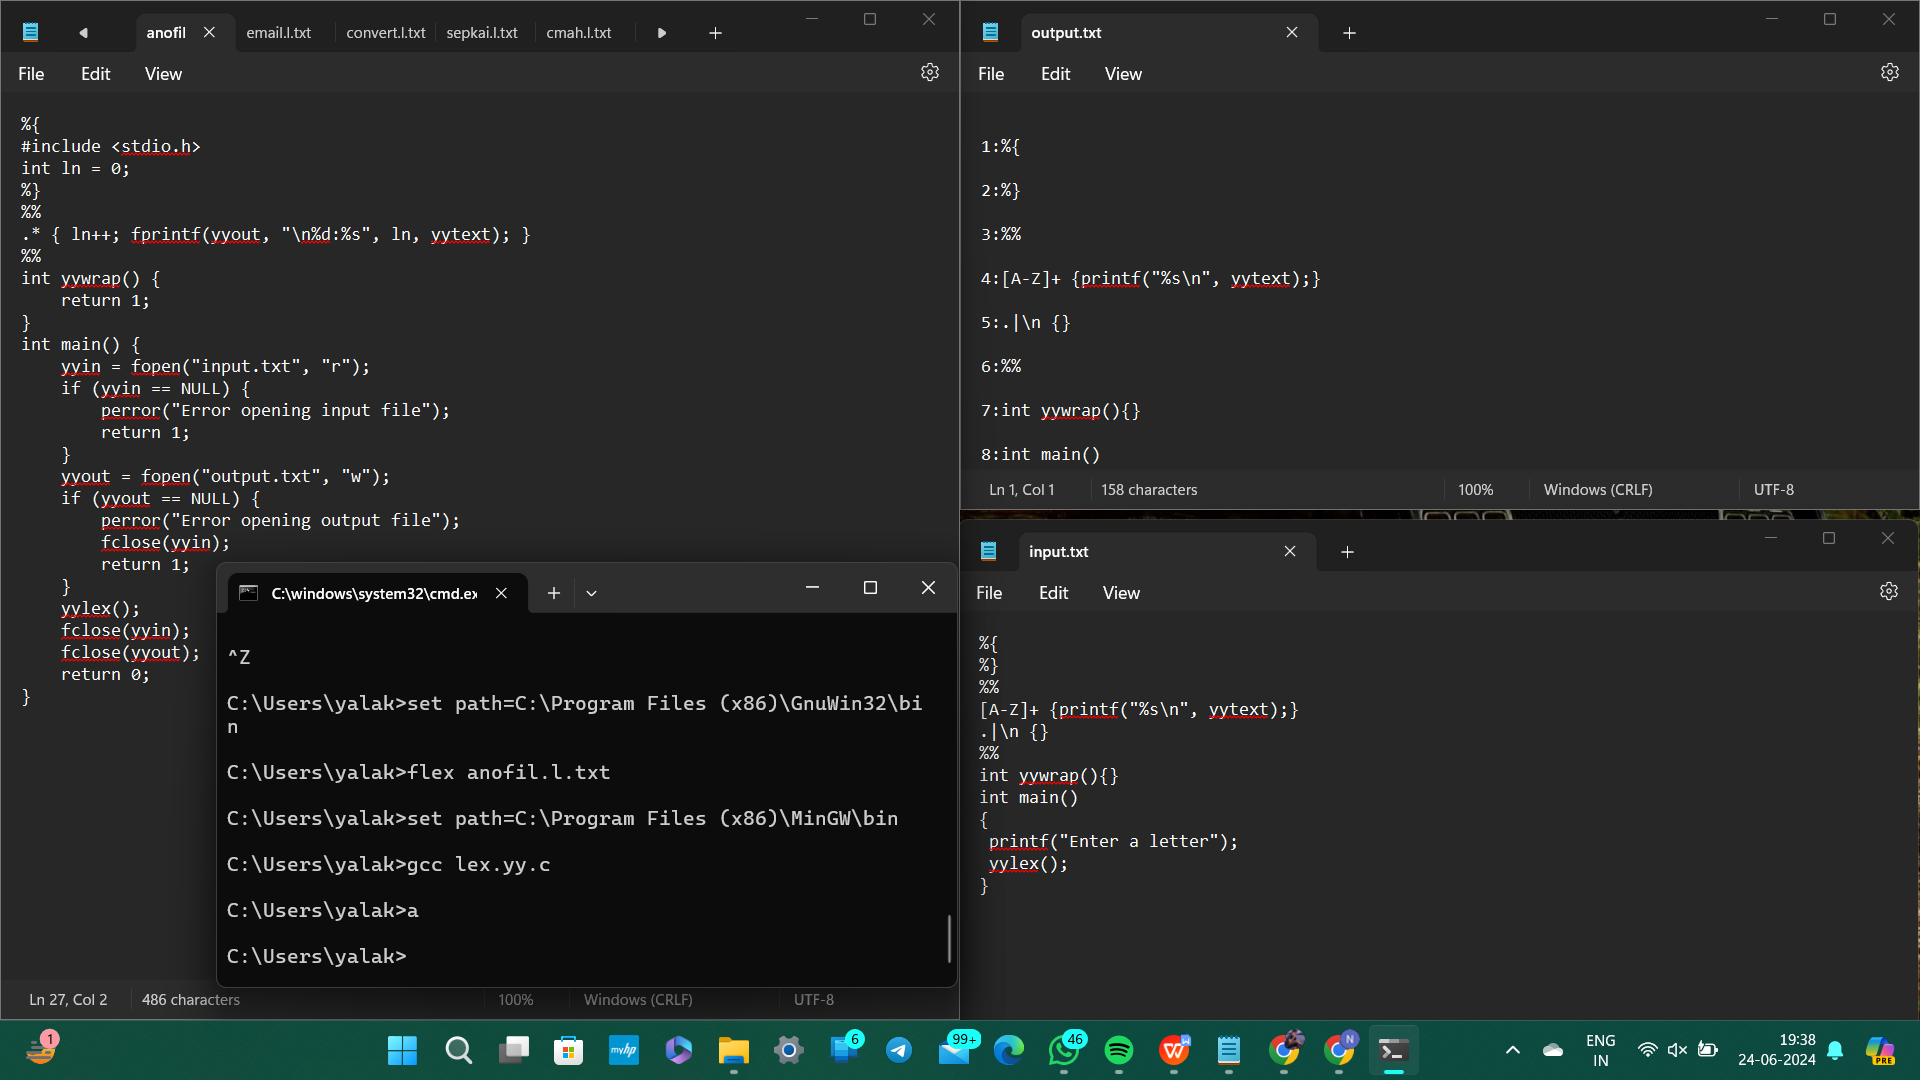 anofil
email.l.txt
convert.l.txt
sepkai.l.txt
cmah.l.txt
File
Edit
View
%{
#include <stdio.h>
int ln = 0;
%}
%%
.* { ln++; fprintf(yyout, "\n%d:%s", ln, yytext); }
%%
int yywrap() {
    return 1;
}
int main() {
    yyin = fopen("input.txt", "r");
    if (yyin == NULL) {
        perror("Error opening input file");
        return 1;
    }
    yyout = fopen("output.txt", "w");
    if (yyout == NULL) {
        perror("Error opening output file");
        fclose(yyin);
        return 1;
    }
    yylex();
    fclose(yyin);
    fclose(yyout);
    return 0;
}
Ln 27, Col 2
486 characters
100%
Windows (CRLF)
UTF-8
C:\windows\system32\cmd.ex
^Z
C:\Users\yalak>set path=C:\Program Files (x86)\GnuWin32\bi
n
C:\Users\yalak>flex anofil.l.txt
C:\Users\yalak>set path=C:\Program Files (x86)\MinGW\bin
C:\Users\yalak>gcc lex.yy.c
C:\Users\yalak>a
C:\Users\yalak>
output.txt
File
Edit
View
1:%{
2:%}
3:%%
4:[A-Z]+ {printf("%s\n", yytext);}
5:.|\n {}
6:%%
7:int yywrap(){}
8:int main()
Ln 1, Col 1
158 characters
100%
Windows (CRLF)
UTF-8
input.txt
File
Edit
View
%{
%}
%%
[A-Z]+ {printf("%s\n", yytext);}
.|\n {}
%%
int yywrap(){}
int main()
{
 printf("Enter a letter");
 yylex();
}
1
myhp
6
99+
46
W
N
ENG
IN
19:38
24-06-2024
PRE